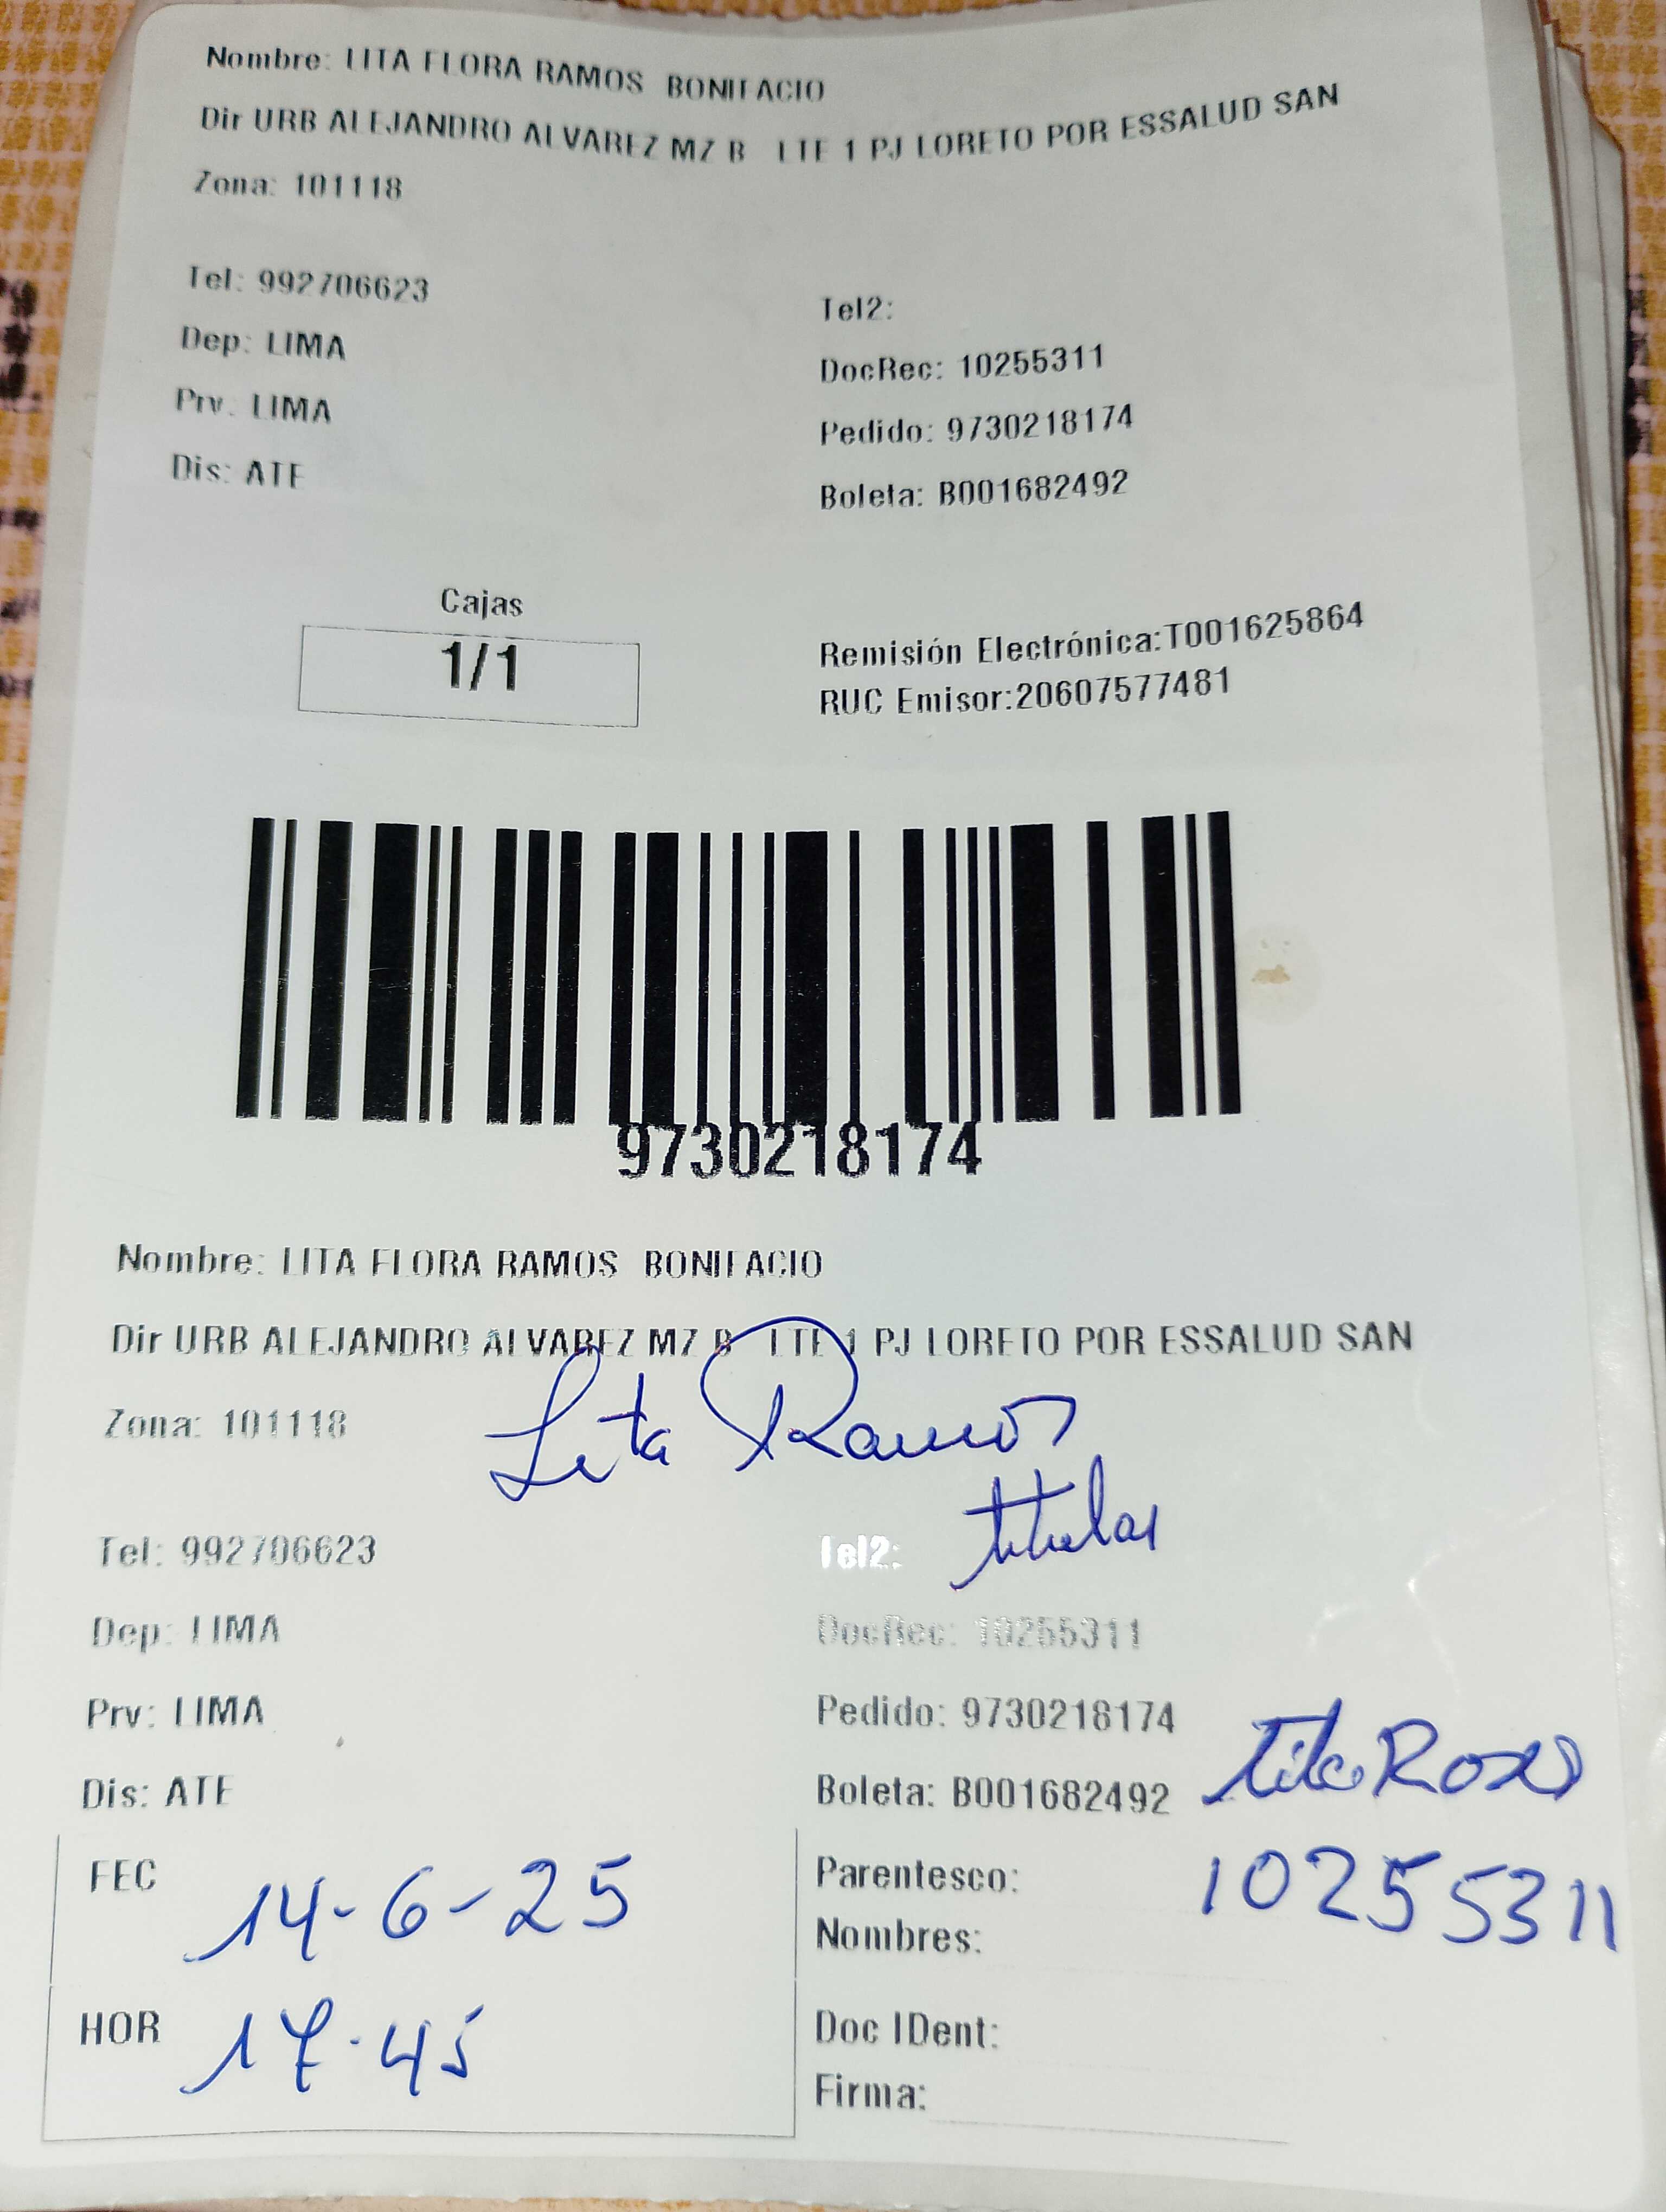 Nombre: LITA FLORA RAMOS BONIFACIO
Dir URB ALEJANDRO ALVAREZ MZ B LTE 1 PJ LORETO POR ESSALUD SAN
Zona: 101118
Tel: 992706623
Tel2:
Dep: LIMA
DocRec: 10255311
Prv: LIMA
Pedido: 9730218174
Dis: ATE
Boleta: B001682492
Cajas
1/1
Remisión Electrónica:T001625864
RUC Emisor:20607577481
9730218174
Nombre: LITA FLORA RAMOS BONIFACIO
Dir URB ALEJANDRO ALVAREZ MZ B LTE 1 PJ LORETO POR ESSALUD SAN
Zona: 101118
Lita Ramos
titular
Tel: 992706623
Tel2:
Dep: LIMA
DocRec: 10255311
Prv: LIMA
Pedido: 9730218174
Dis: ATE
Boleta: B001682492
FEC 14-6-25
Parentesco: 10255311
Nombres:
HOR 17.45
Doc IDent:
Firma: